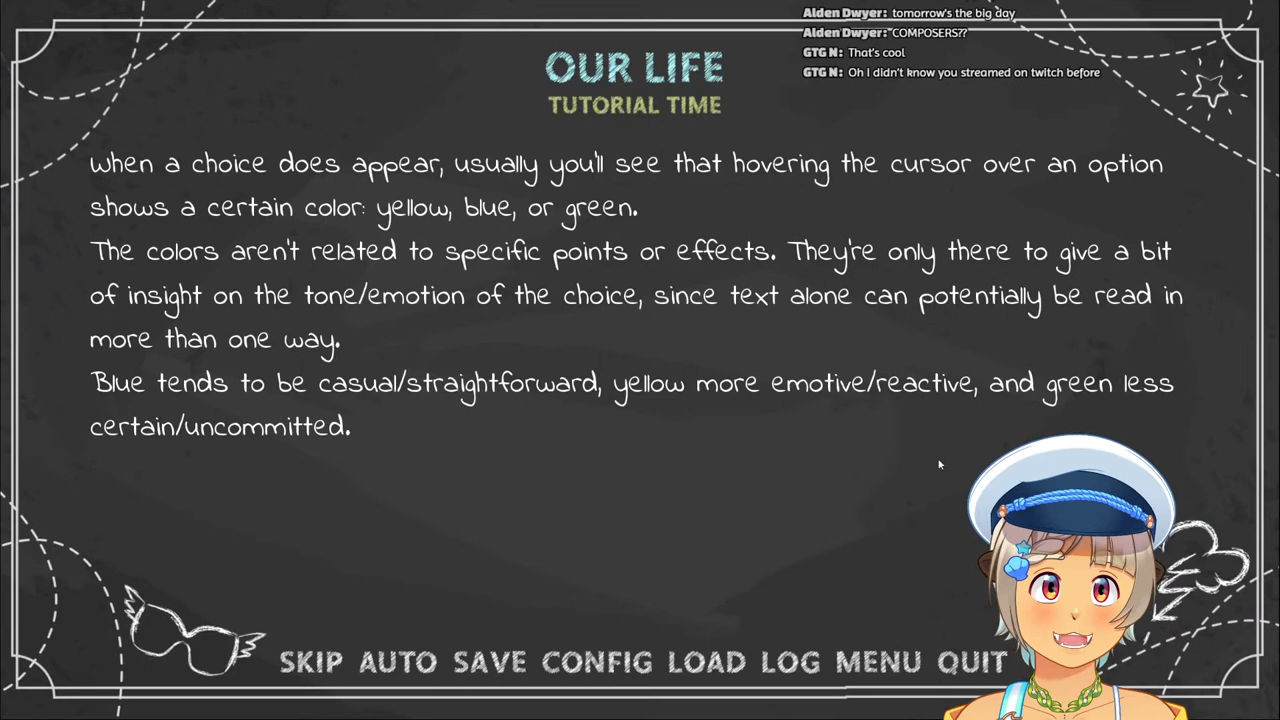 Alden Dwyer: tomorrow's the big day
Alden Dwyer: COMPOSERS??
GTG N: That's cool
GTG N: Oh I didn't know you streamed on twitch before
OUR LIFE
TUTORIAL TIME
When a choice does appear, usually you'll see that hovering the cursor over an option
shows a certain color: yellow, blue, or green.
The colors aren't related to specific points or effects. They're only there to give a bit
of insight on the tone/emotion of the choice, since text alone can potentially be read in
more than one way.
Blue tends to be casual/straightforward, yellow more emotive/reactive, and green less
certain/uncommitted.
SKIP AUTO SAVE CONFIG LOAD LOG MENU QUIT